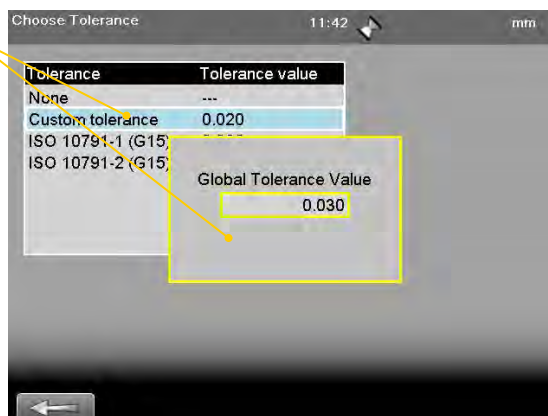 Choose Tolerance 11:42 mm
Tolerance Tolerance value
None ---
Custom tolerance 0.020
ISO 10791-1 (G15)
ISO 10791-2 (G15)
Global Tolerance Value
0.030